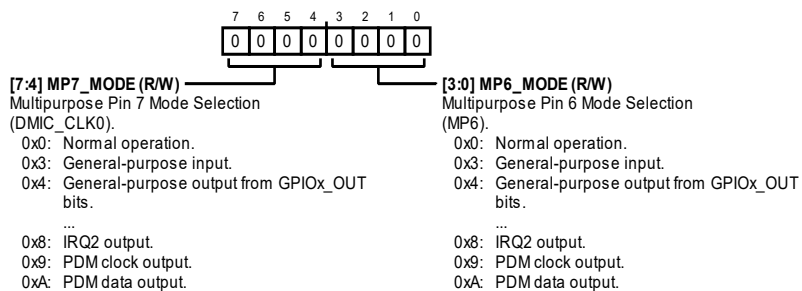 7 6 5 4 3 2 1 0
0 0 0 0 0 0 0 0
[7:4] MP7_MODE (R/W)
Multipurpose Pin 7 Mode Selection
(DMIC_CLK0).
0x0: Normal operation.
0x3: General-purpose input.
0x4: General-purpose output from GPIOx_OUT
bits.
...
0x8: IRQ2 output.
0x9: PDM clock output.
0xA: PDM data output.
[3:0] MP6_MODE (R/W)
Multipurpose Pin 6 Mode Selection
(MP6).
0x0: Normal operation.
0x3: General-purpose input.
0x4: General-purpose output from GPIOx_OUT
bits.
...
0x8: IRQ2 output.
0x9: PDM clock output.
0xA: PDM data output.